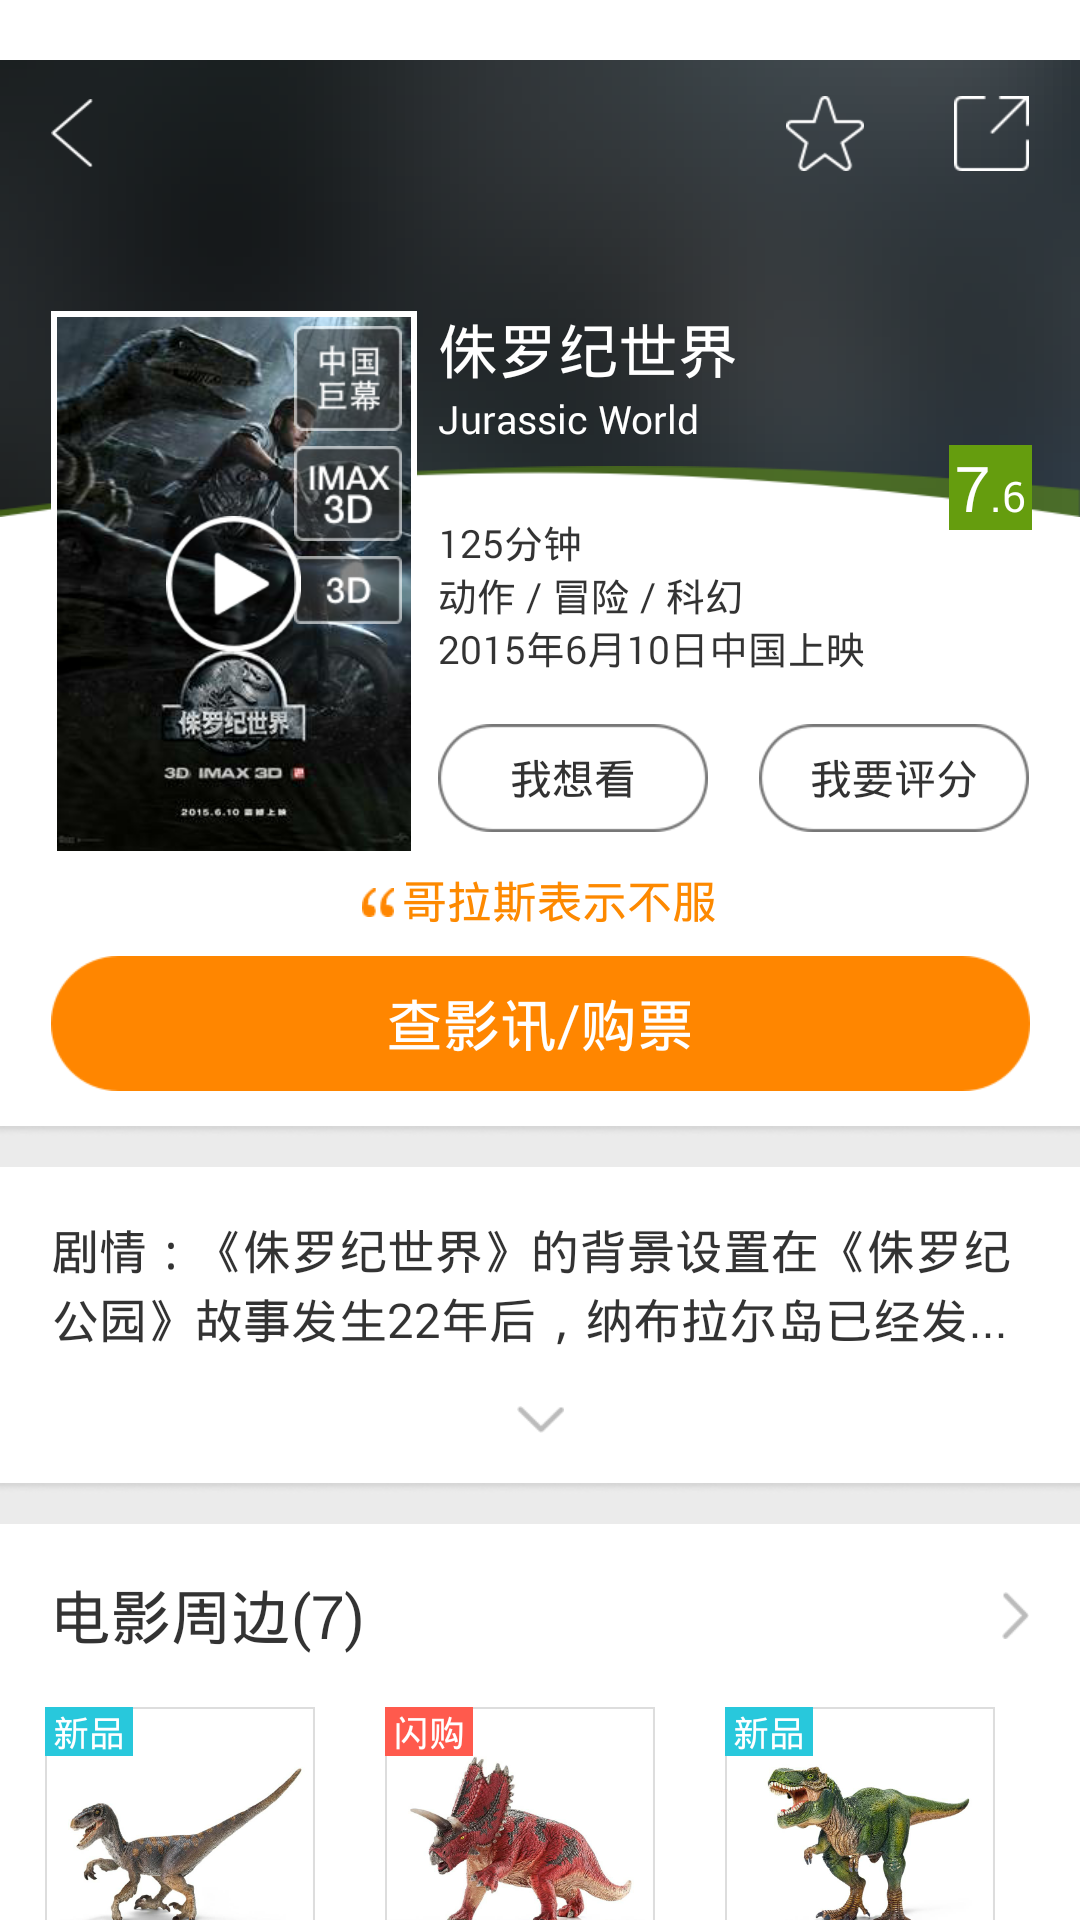 侏罗纪世界
Jurassic World
7.6
中国
巨幕
IMAX
3D
3D
侏罗纪世界
3D IMAX 3D
2015.6.10
125分钟
动作 / 冒险 / 科幻
2015年6月10日中国上映
我想看
我要评分
“哥拉斯表示不服
查影讯/购票
剧情：《侏罗纪世界》的背景设置在《侏罗纪
公园》故事发生22年后，纳布拉尔岛已经发...
电影周边(7)
新品
闪购
新品